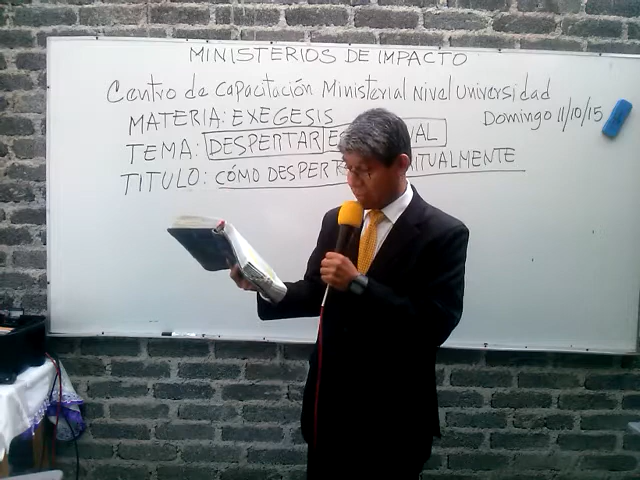 MINISTERIOS DE IMPACTO
Centro de Capacitación Ministerial Nivel Universidad
MATERIA: EXEGESIS
Domingo 11/10/15
TEMA: DESPERTAR
TITULO: CÓMO